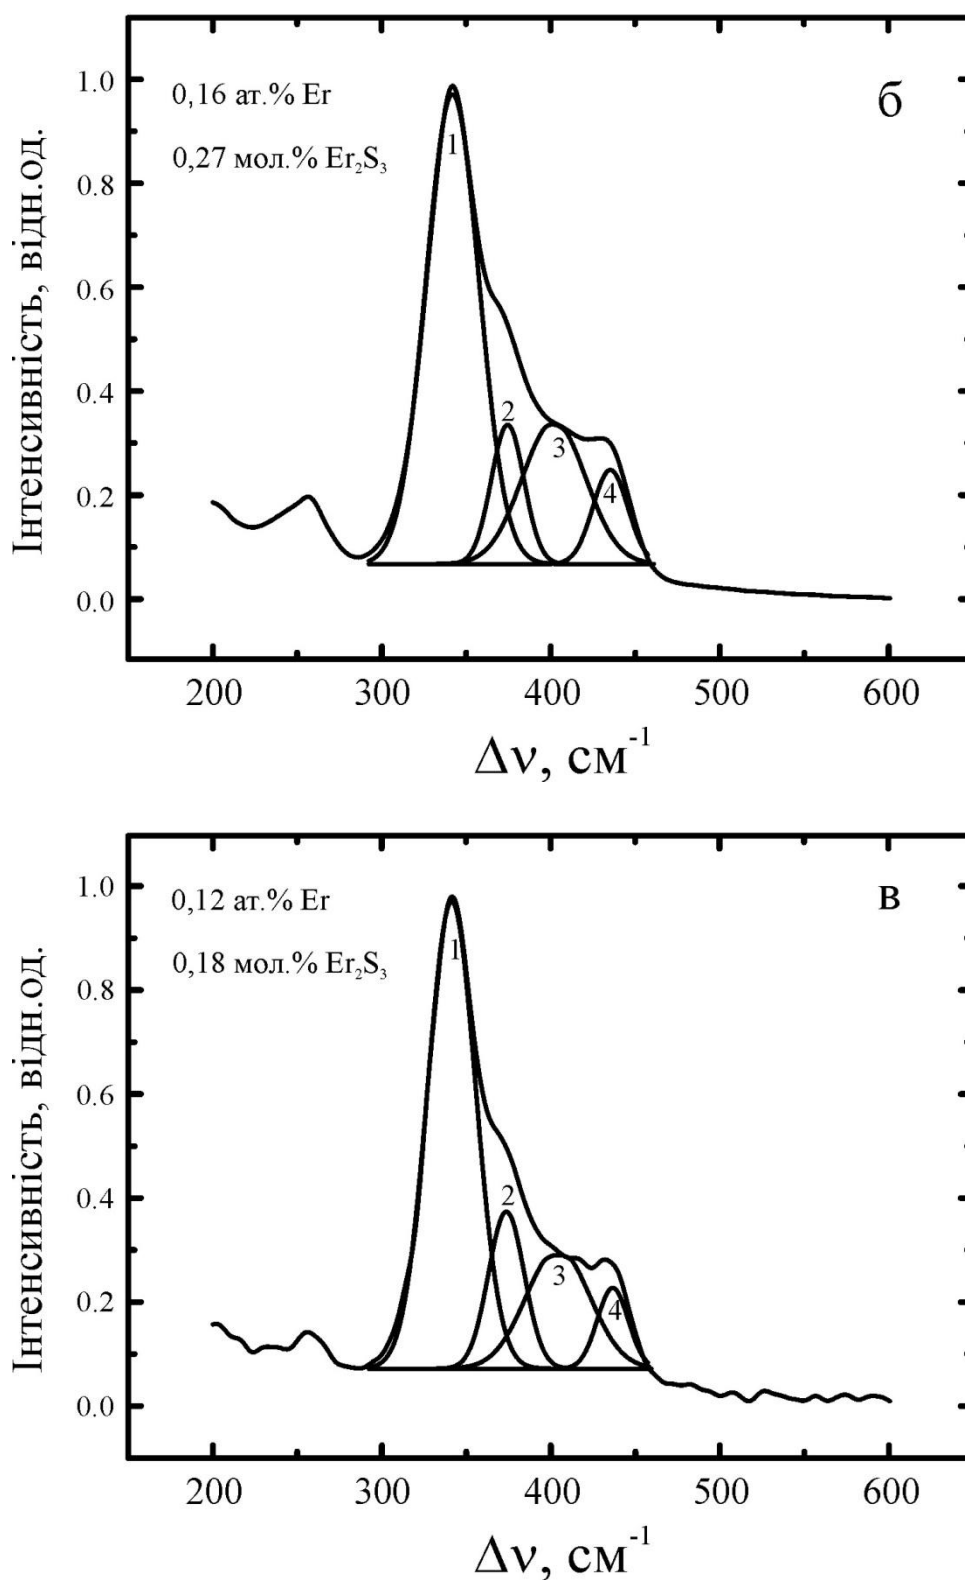 б
0,16 ат.% Er
0,27 мол.% Er₂S₃
Інтенсивність, відн.од.
1.0
0.8
0.6
0.4
0.2
0.0
1
2
3
4
200 300 400 500 600
Δν, см⁻¹
в
0,12 ат.% Er
0,18 мол.% Er₂S₃
Інтенсивність, відн.од.
1.0
0.8
0.6
0.4
0.2
0.0
1
2
3
4
200 300 400 500 600
Δν, см⁻¹